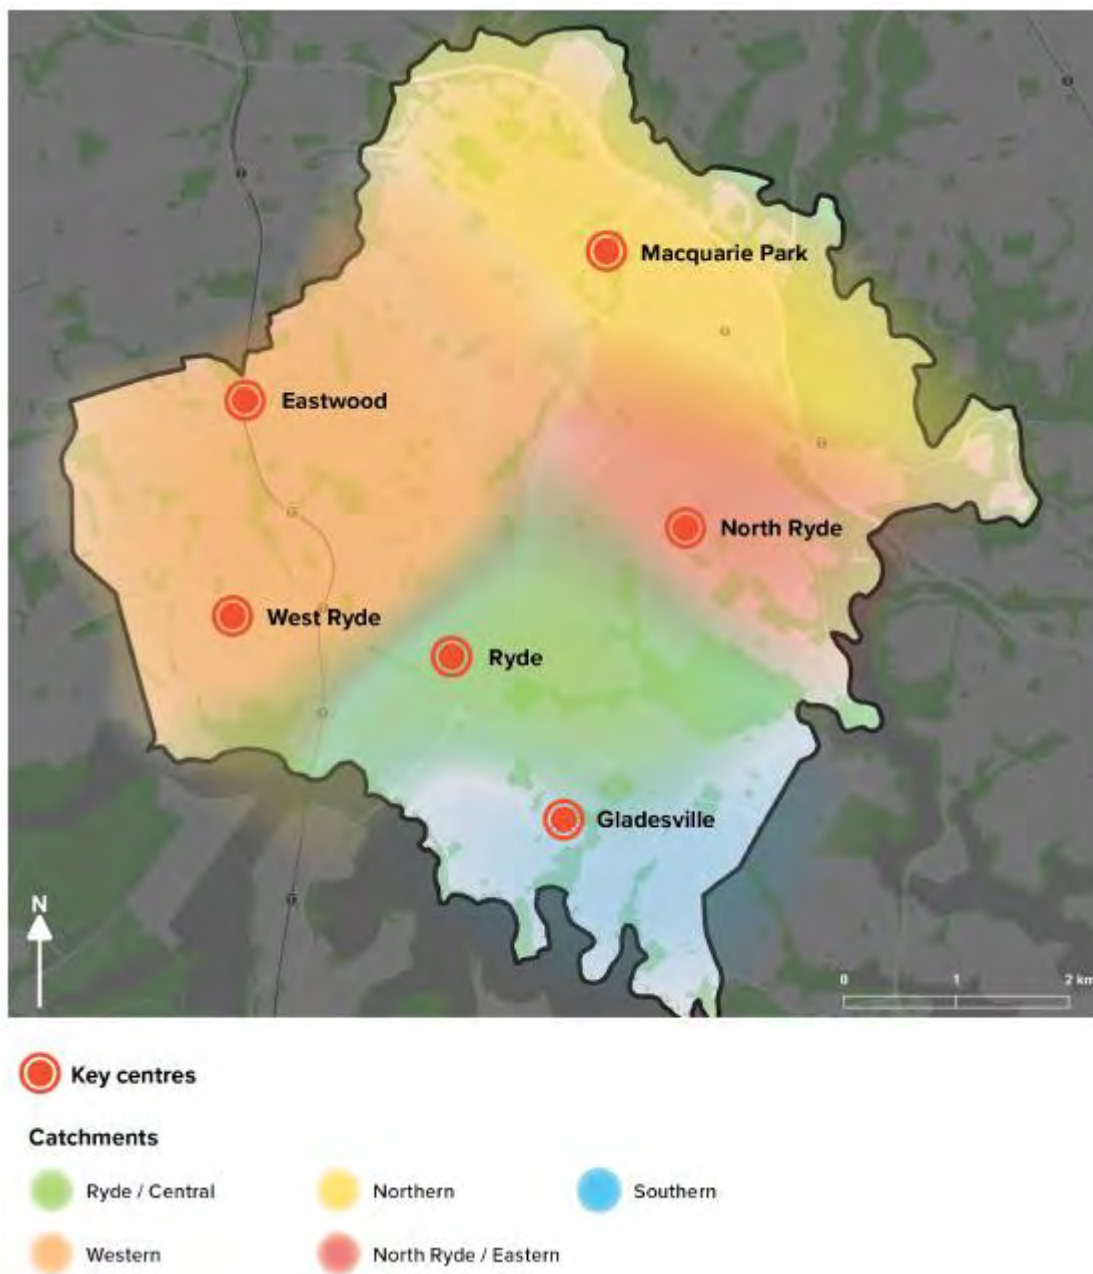 Macquarie Park
Eastwood
North Ryde
West Ryde
Ryde
Gladesville
N
0 1 2 km
Key centres
Catchments
Ryde / Central Northern Southern
Western North Ryde / Eastern